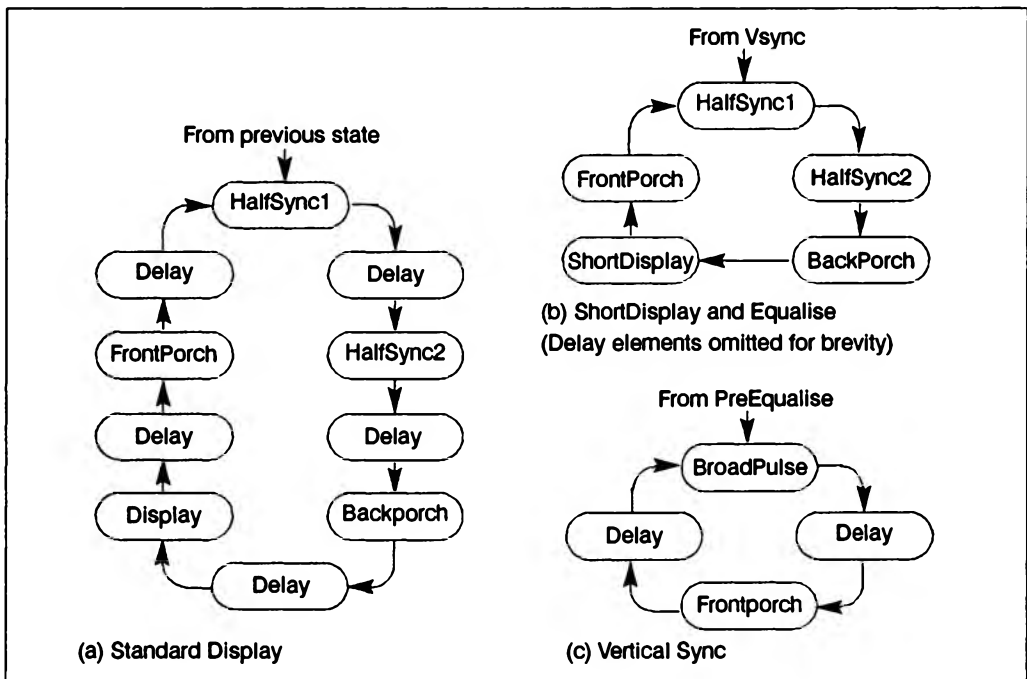 From previous state
HalfSync1
Delay
HalfSync2
Delay
Backporch
Delay
Display
Delay
FrontPorch
Delay
(a) Standard Display
From Vsync
HalfSync1
HalfSync2
BackPorch
ShortDisplay
FrontPorch
(b) ShortDisplay and Equalise
(Delay elements omitted for brevity)
From PreEqualise
BroadPulse
Delay
Frontporch
Delay
(c) Vertical Sync